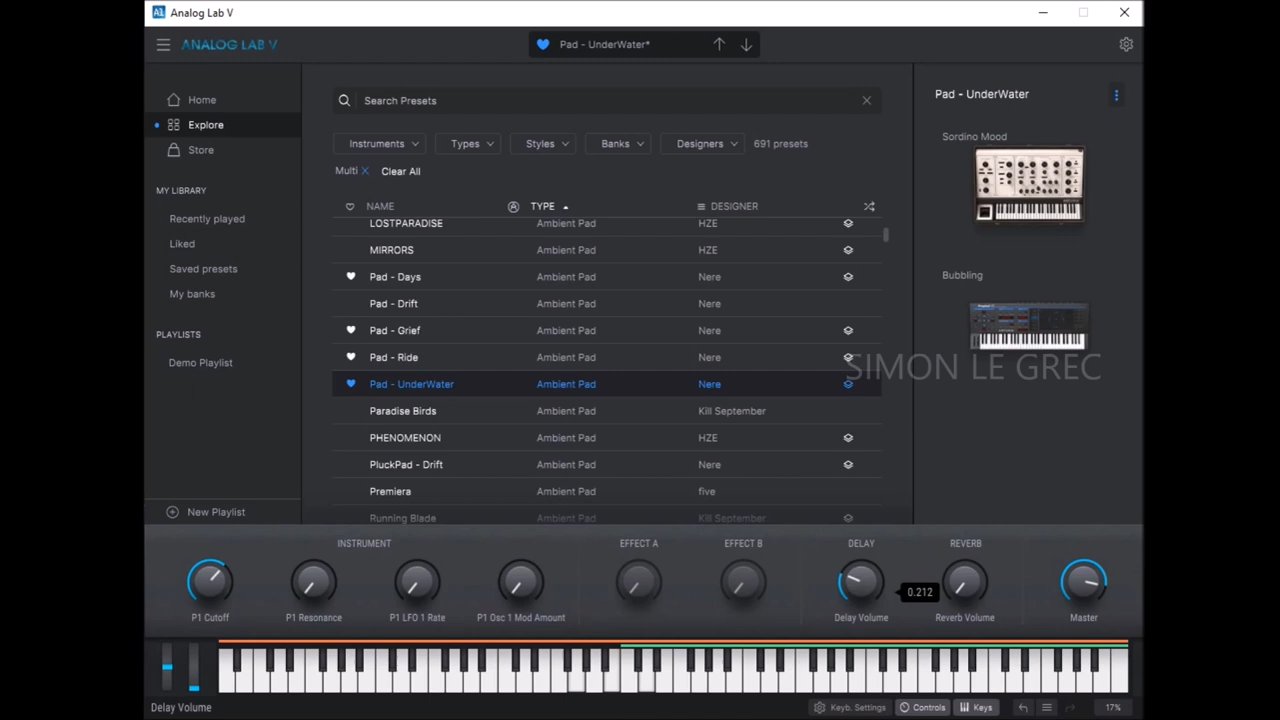 Analog Lab V
ANALOG LAB V
Pad - UnderWater*
Home
Explore
Store
MY LIBRARY
Recently played
Liked
Saved presets
My banks
PLAYLISTS
Demo Playlist
New Playlist
Search Presets
Instruments Types Styles Banks Designers 691 presets
Multi Clear All
NAME TYPE DESIGNER
LOSTPARADISE Ambient Pad HZE
MIRRORS Ambient Pad HZE
Pad - Days Ambient Pad Nere
Pad - Drift Ambient Pad Nere
Pad - Grief Ambient Pad Nere
Pad - Ride Ambient Pad Nere
Pad - UnderWater Ambient Pad Nere
Paradise Birds Ambient Pad Kill September
PHENOMENON Ambient Pad HZE
PluckPad - Drift Ambient Pad Nere
Premiera Ambient Pad five
Running Blade Ambient Pad Kill September
Pad - UnderWater
Sordino Mood
Bubbling
SIMON LE GREC
INSTRUMENT EFFECT A EFFECT B DELAY REVERB
0.212
P1 Cutoff P1 Resonance P1 LFO 1 Rate P1 Osc 1 Mod Amount Delay Volume Reverb Volume Master
Delay Volume Keyb. Settings Controls Keys 17%